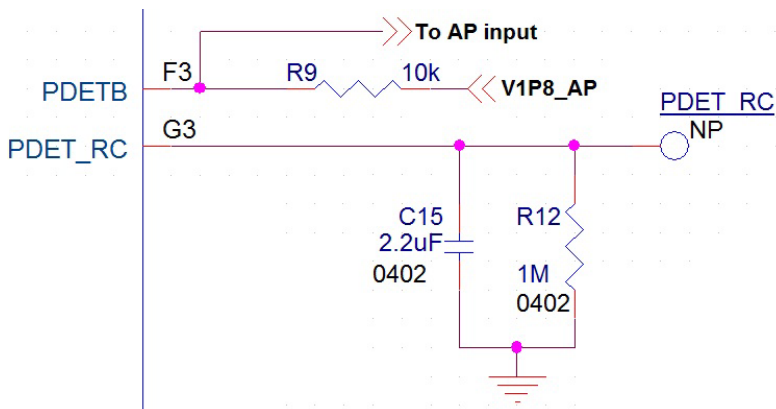 To AP input
PDETB F3 R9 10k V1P8_AP
PDET_RC G3 PDET_RC
NP
C15 R12
2.2uF
0402 1M
0402